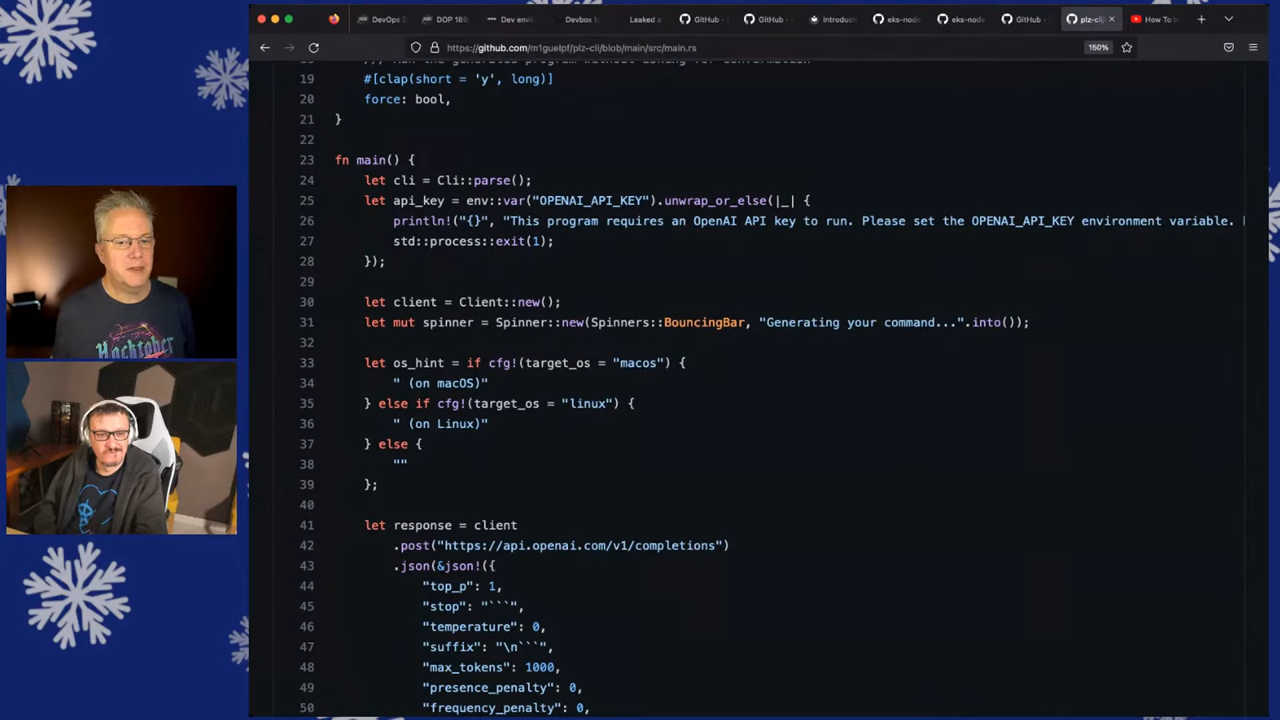 DevOps
DOP 189
Dev envi
Devbox
Leaked
GitHub
GitHub
Introduct
eks-node
eks-node
GitHub
plz-cli/
How To I
https://github.com/m1guelpf/plz-cli/blob/main/src/main.rs
150%
19 #[clap(short = 'y', long)]
20 force: bool,
21 }
22
23 fn main() {
24 let cli = Cli::parse();
25 let api_key = env::var("OPENAI_API_KEY").unwrap_or_else(|_| {
26 println!("{}", "This program requires an OpenAI API key to run. Please set the OPENAI_API_KEY environment variable.
27 std::process::exit(1);
28 });
29
30 let client = Client::new();
31 let mut spinner = Spinner::new(Spinners::BouncingBar, "Generating your command...".into());
32
33 let os_hint = if cfg!(target_os = "macos") {
34 " (on macOS)"
35 } else if cfg!(target_os = "linux") {
36 " (on Linux)"
37 } else {
38 ""
39 };
40
41 let response = client
42 .post("https://api.openai.com/v1/completions")
43 .json(&json!({
44 "top_p": 1,
45 "stop": "```",
46 "temperature": 0,
47 "suffix": "\n```",
48 "max_tokens": 1000,
49 "presence_penalty": 0,
50 "frequency_penalty": 0,
Hacktober